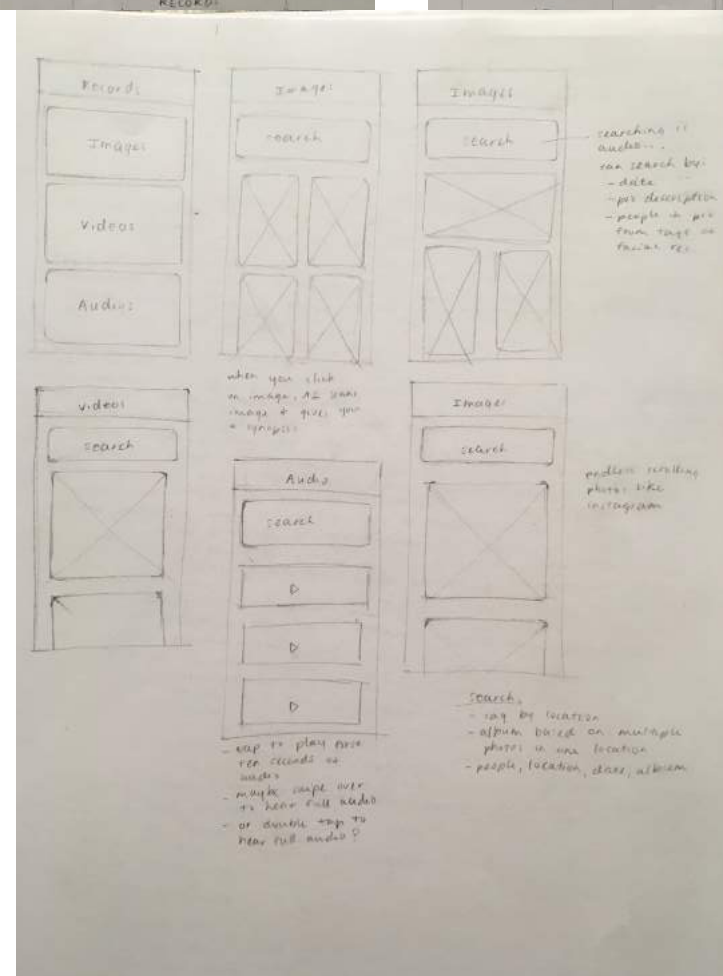 RECORDS
Records
Images
Videos
Audios
Images
search
when you click
on image, AI scans
image & gives you
a synopsis
Images
search
searching is
audio...
can search by:
- date
- pic description
- people in pic
from tags or
facial rec.
Videos
search
Audio
search
- tap to play first
ten seconds of
audio
- maybe swipe over
to hear full audio
- or double tap to
hear full audio?
Images
search
endless scrolling
photos like
instagram
search
- by location
- album based on multiple
photos in one location
- people, location, date, album